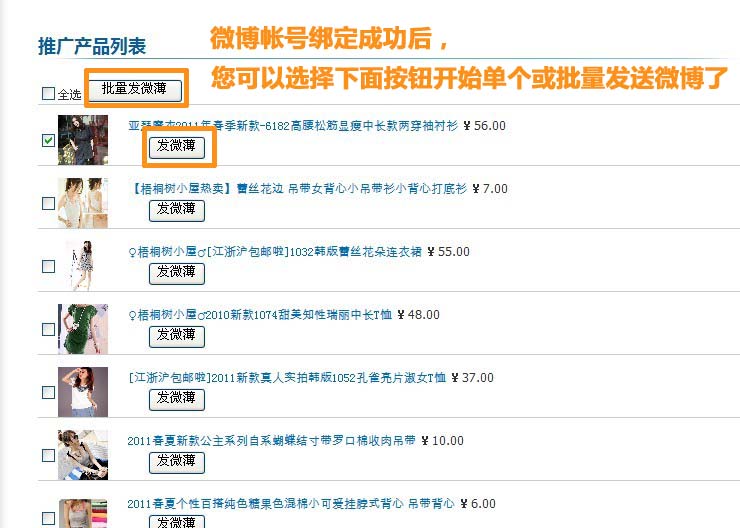 微博帐号绑定成功后，
推广产品列表
您可以选择下面按钮开始单个或批量发送微博了
全选 批量发微薄
亚瑟魔衣2011年春季新款-6182高腰松筋显瘦中长款两穿袖衬衫 ¥ 56.00
发微薄
【梧桐树小屋热卖】蕾丝花边 吊带女背心小吊带衫小背心打底衫 ¥ 7.00
发微薄
♀梧桐树小屋♂[江浙沪包邮啦]1032韩版蕾丝花朵连衣裙 ¥ 55.00
发微薄
♀梧桐树小屋♂2010新款1074甜美知性瑞丽中长T恤 ¥ 48.00
发微薄
[江浙沪包邮啦]2011新款真人实拍韩版1052孔雀亮片淑女T恤 ¥ 37.00
发微薄
2011春夏新款公主系列自系蝴蝶结寸带罗口棉收肉吊带 ¥ 10.00
发微薄
2011春夏个性百搭纯色糖果色混棉小可爱挂脖式背心 吊带背心 ¥ 6.00
发微薄